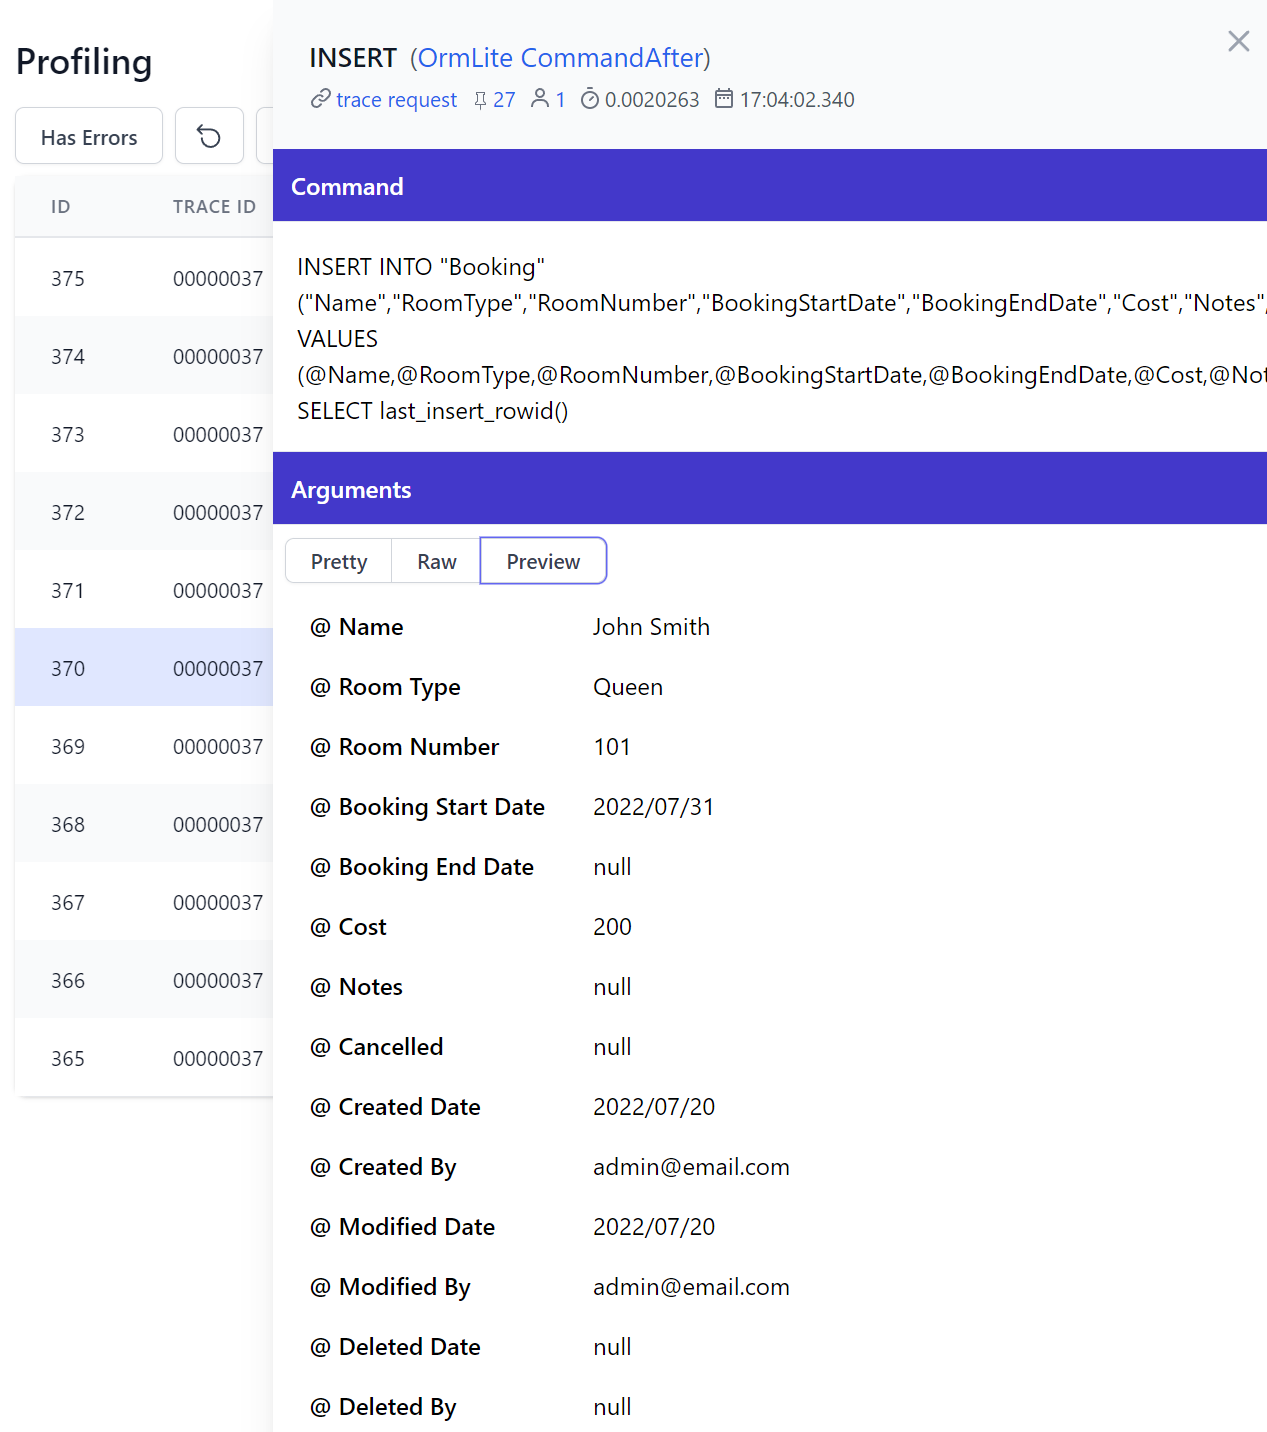 Profiling
Has Errors
ID TRACE ID
375 00000037
374 00000037
373 00000037
372 00000037
371 00000037
370 00000037
369 00000037
368 00000037
367 00000037
366 00000037
365 00000037
INSERT (OrmLite CommandAfter)
trace request 27 1 0.0020263 17:04:02.340
Command
INSERT INTO "Booking"
("Name","RoomType","RoomNumber","BookingStartDate","BookingEndDate","Cost","Notes",
VALUES
(@Name,@RoomType,@RoomNumber,@BookingStartDate,@BookingEndDate,@Cost,@Not
SELECT last_insert_rowid()
Arguments
Pretty Raw Preview
@ Name John Smith
@ Room Type Queen
@ Room Number 101
@ Booking Start Date 2022/07/31
@ Booking End Date null
@ Cost 200
@ Notes null
@ Cancelled null
@ Created Date 2022/07/20
@ Created By admin@email.com
@ Modified Date 2022/07/20
@ Modified By admin@email.com
@ Deleted Date null
@ Deleted By null